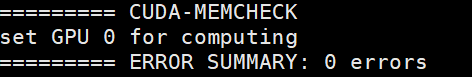 ========= CUDA-MEMCHECK
set GPU 0 for computing
========= ERROR SUMMARY: 0 errors